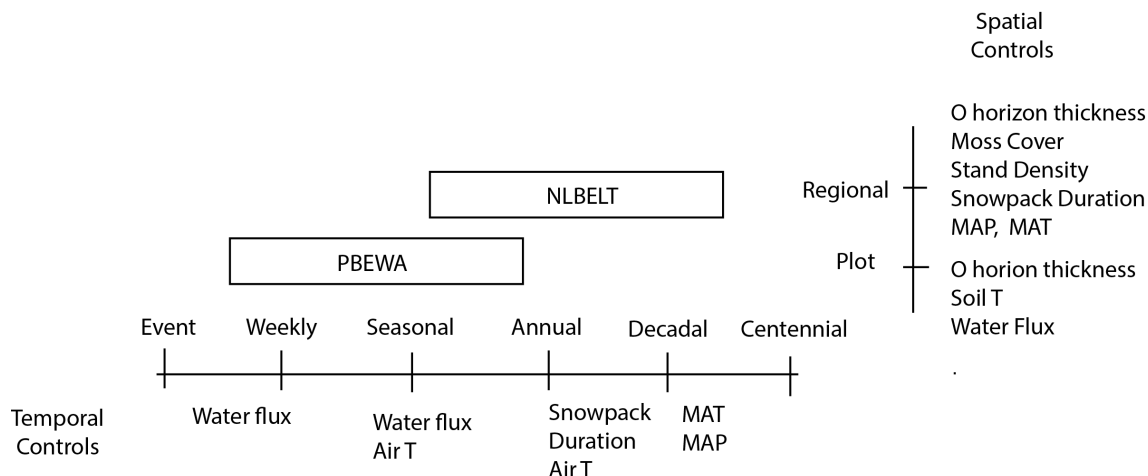 Spatial
Controls
O horizon thickness
Moss Cover
Stand Density
Snowpack Duration
MAP, MAT
Regional
NLBELT
Plot
PBEWA
O horion thickness
Soil T
Water Flux
Event Weekly Seasonal Annual Decadal Centennial
Temporal
Controls
Water flux
Water flux
Air T
Snowpack
Duration
Air T
MAT
MAP